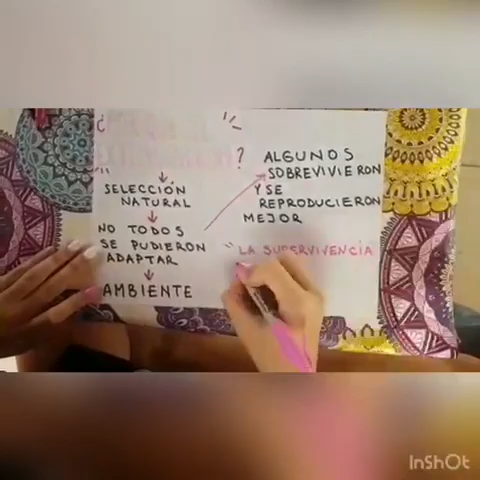 ¿
?
SELECCIÓN
NATURAL
NO TODOS
SE PUDIERON
ADAPTAR
AMBIENTE
ALGUNOS
SOBREVIVIERON
Y SE
REPRODUCIERON
MEJOR
"LA SUPERVIVENCIA
InShOt